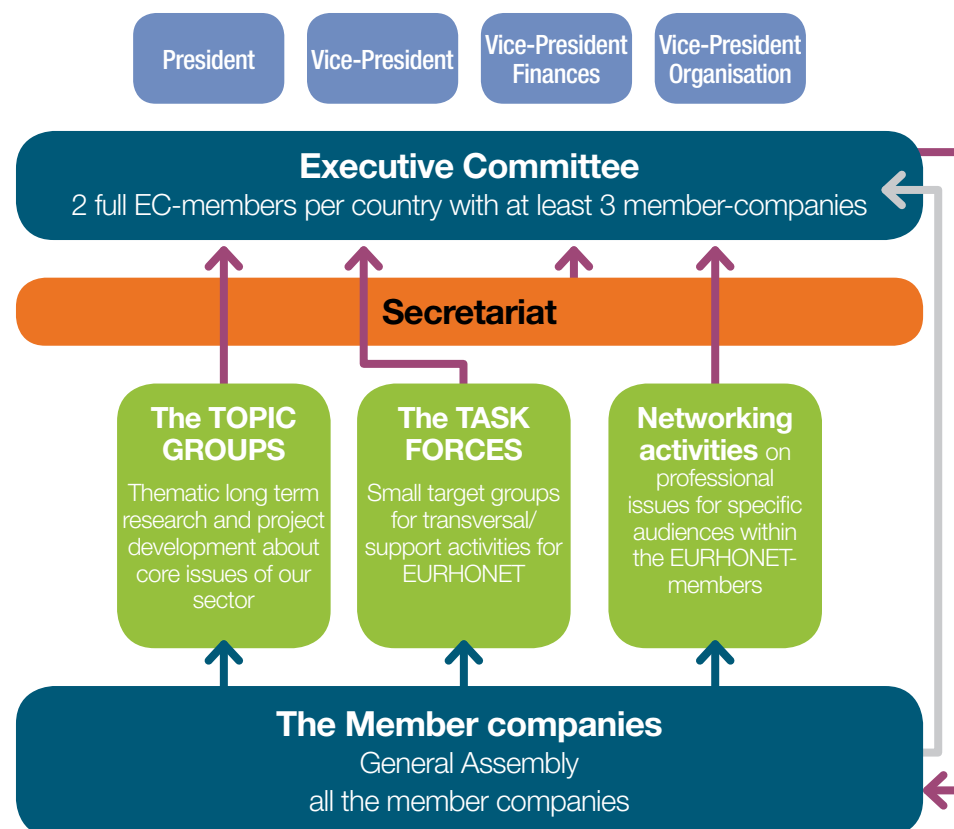 President
Vice-President
Vice-President
Finances
Vice-President
Organisation
Executive Committee
2 full EC-members per country with at least 3 member-companies
Secretariat
The TOPIC
GROUPS
Thematic long term
research and project
development about
core issues of our
sector
The TASK
FORCES
Small target groups
for transversal/
support activities for
EURHONET
Networking
activities on
professional
issues for specific
audiences within
the EURHONET-
members
The Member companies
General Assembly
all the member companies